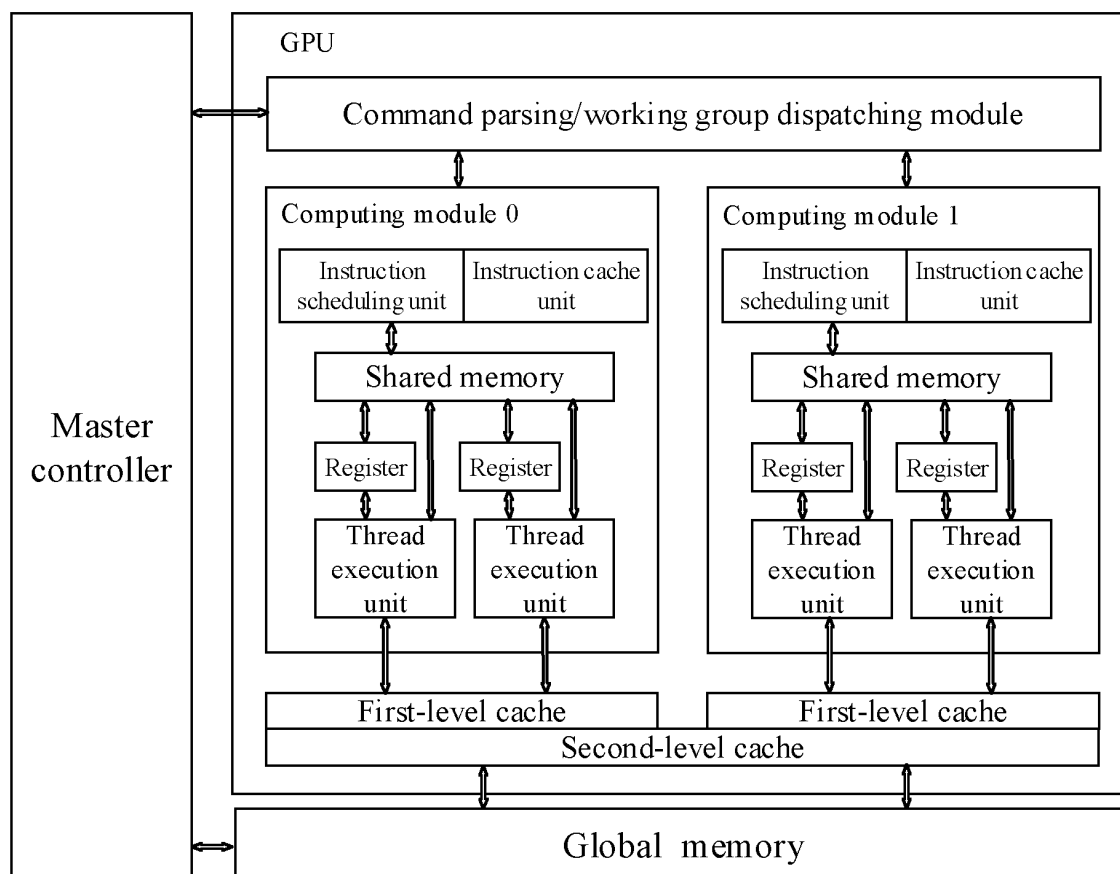 GPU
Command parsing/working group dispatching module
Master
controller
Computing module 0
Instruction
scheduling unit
Instruction cache
unit
Shared memory
Register
Register
Thread
execution
unit
Thread
execution
unit
First-level cache
Computing module 1
Instruction
scheduling unit
Instruction cache
unit
Shared memory
Register
Register
Thread
execution
unit
Thread
execution
unit
First-level cache
Second-level cache
Global memory